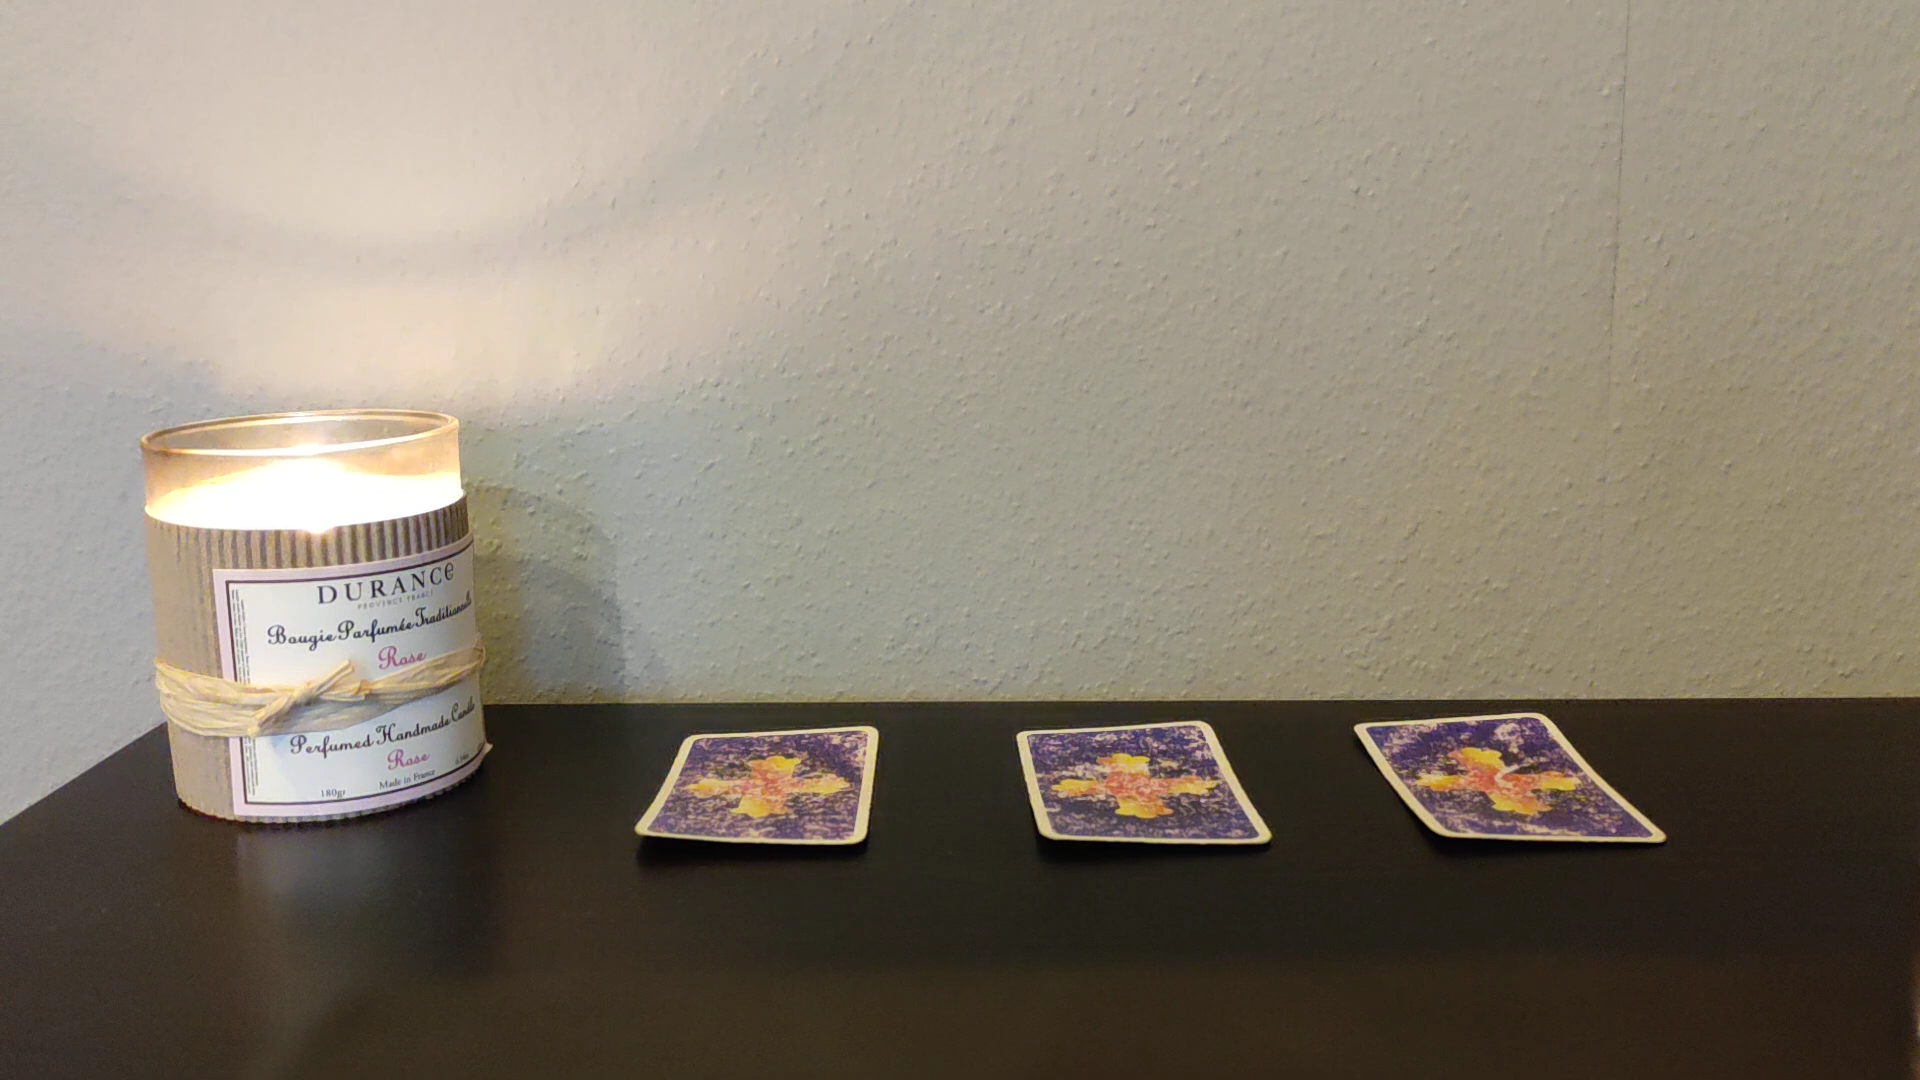 DURANCE
PROVENCE FRANCE
Bougie Parfumée Traditionnelle
Rose
Perfumed Handmade Candle
Rose
Made in France
180gr